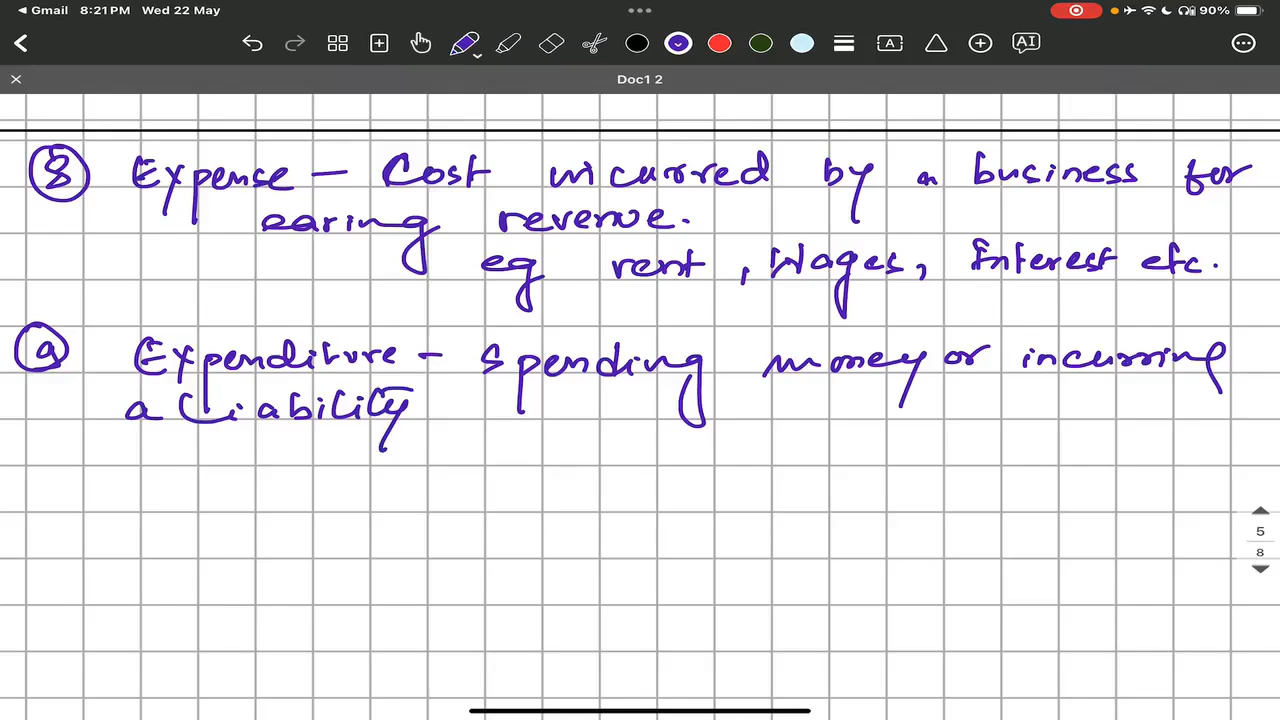 Gmail 8:21 PM Wed 22 May 90%
A AI
Doc1 2
8 Expense - Cost incurred by a business for
earing revenue.
eg rent, Wages, Interest etc.
9 Expenditure - spending money or incurring
a liability
5
8